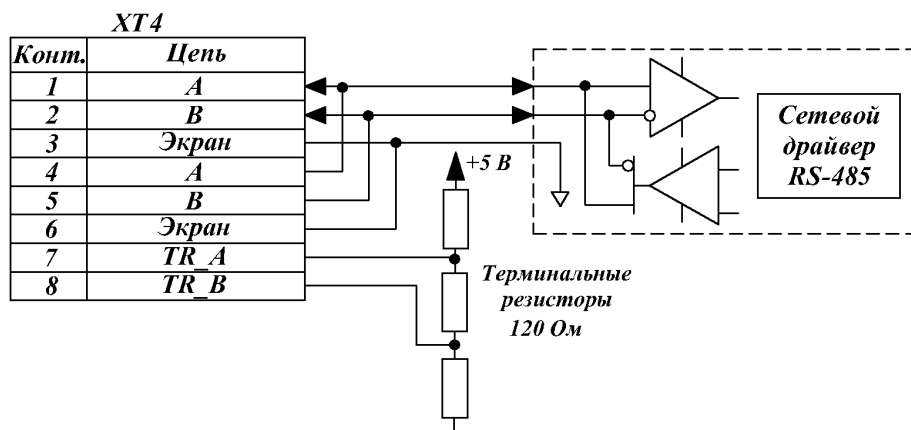 XT4
Конт. Цепь
1 A
2 B
3 Экран
4 A
5 B
6 Экран
7 TR_A
8 TR_B
+5 В
Терминальные
резисторы
120 Ом
Сетевой
драйвер
RS-485